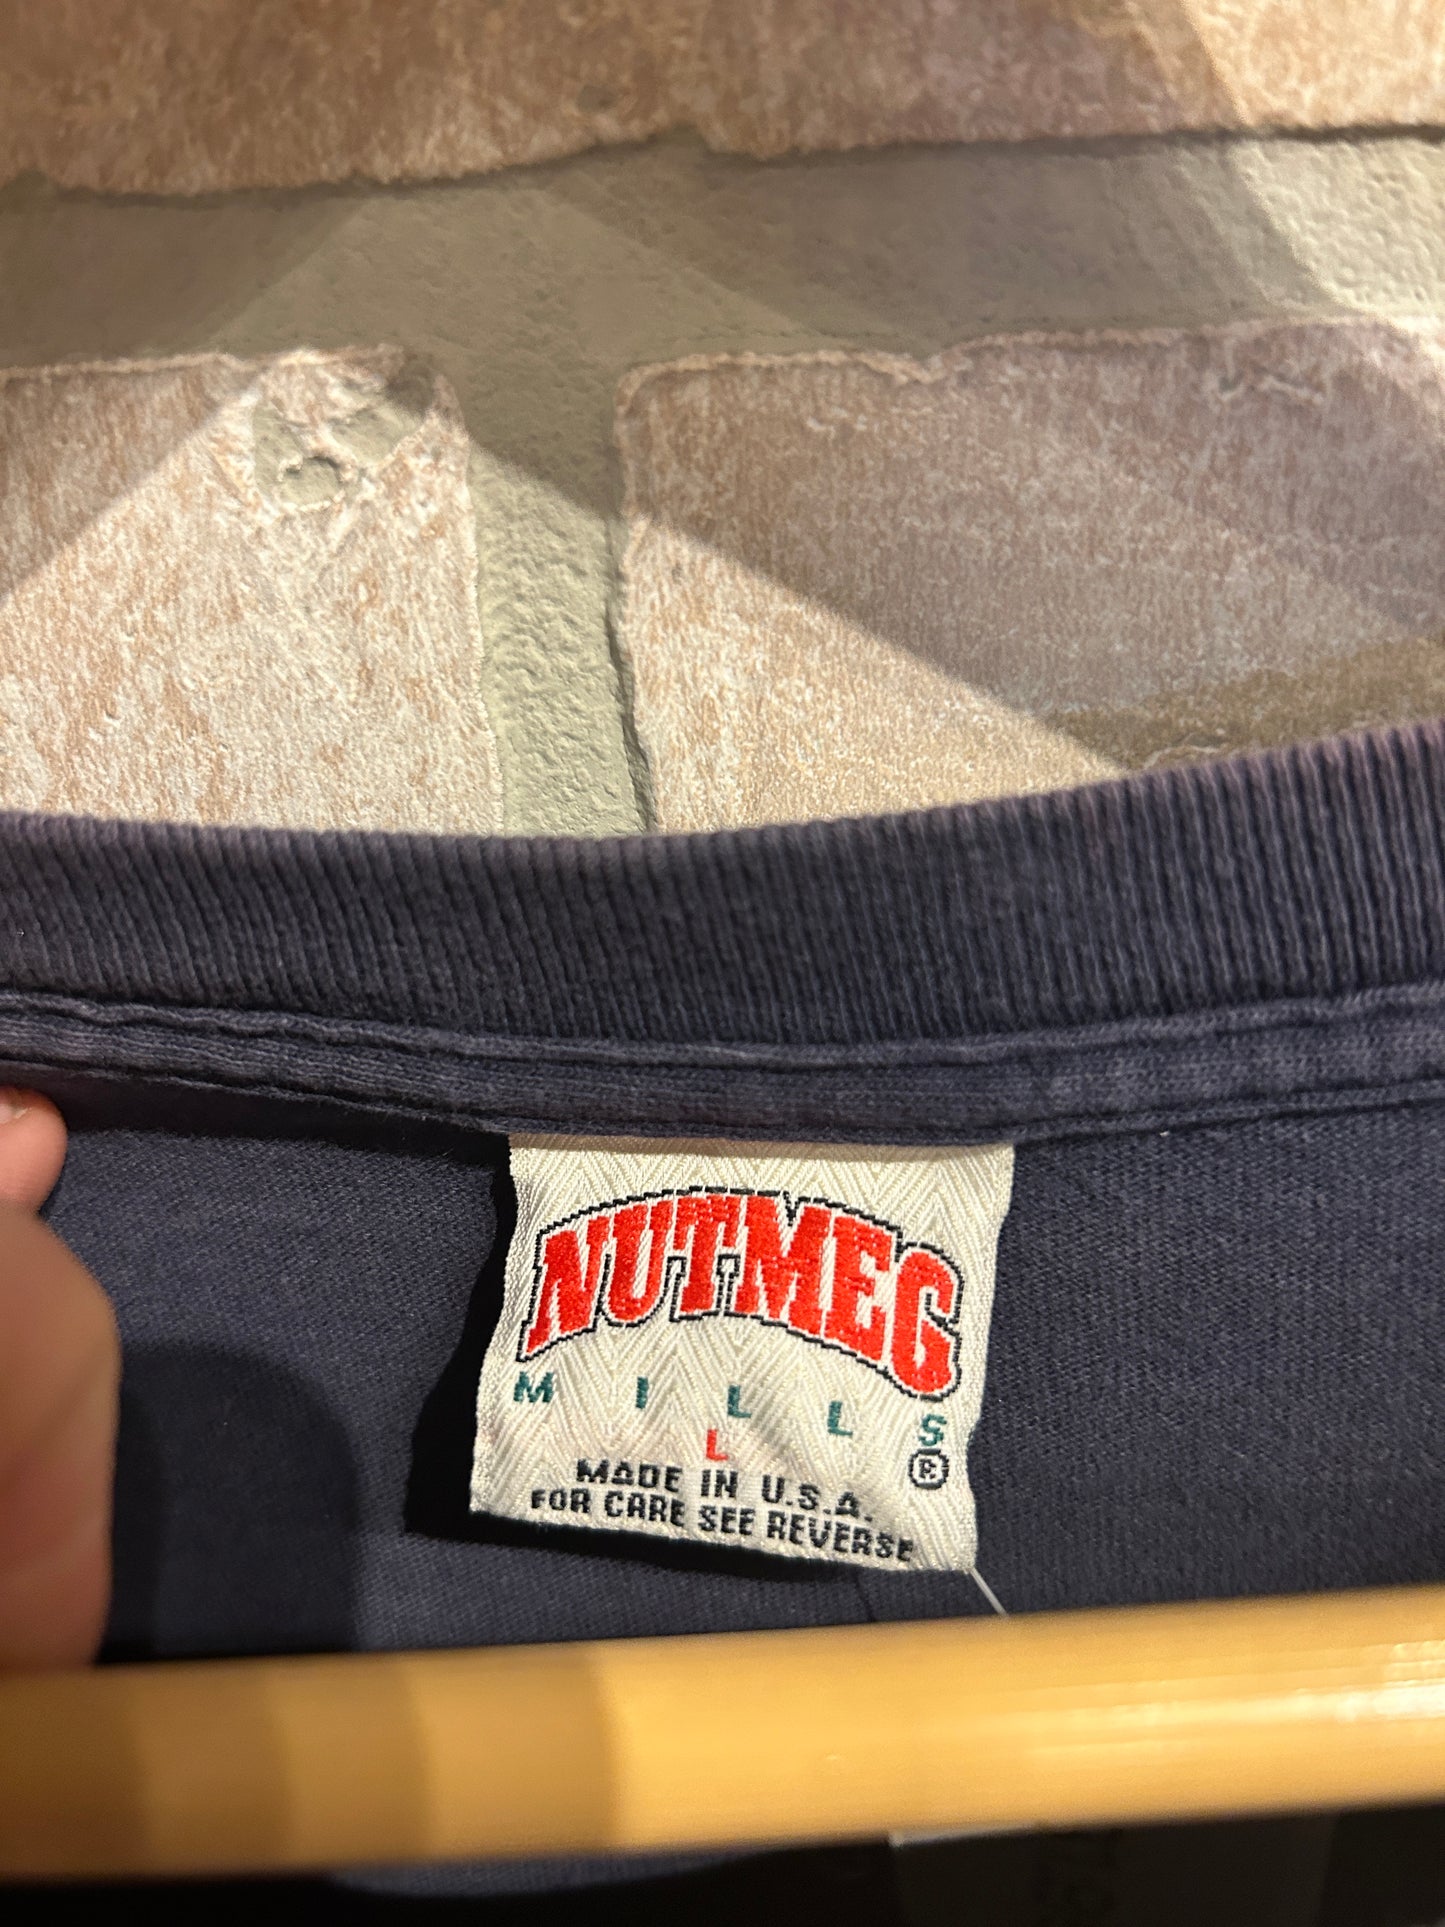 NUTMEG
MILLS
®
L
MADE IN U.S.A.
FOR CARE SEE REVERSE